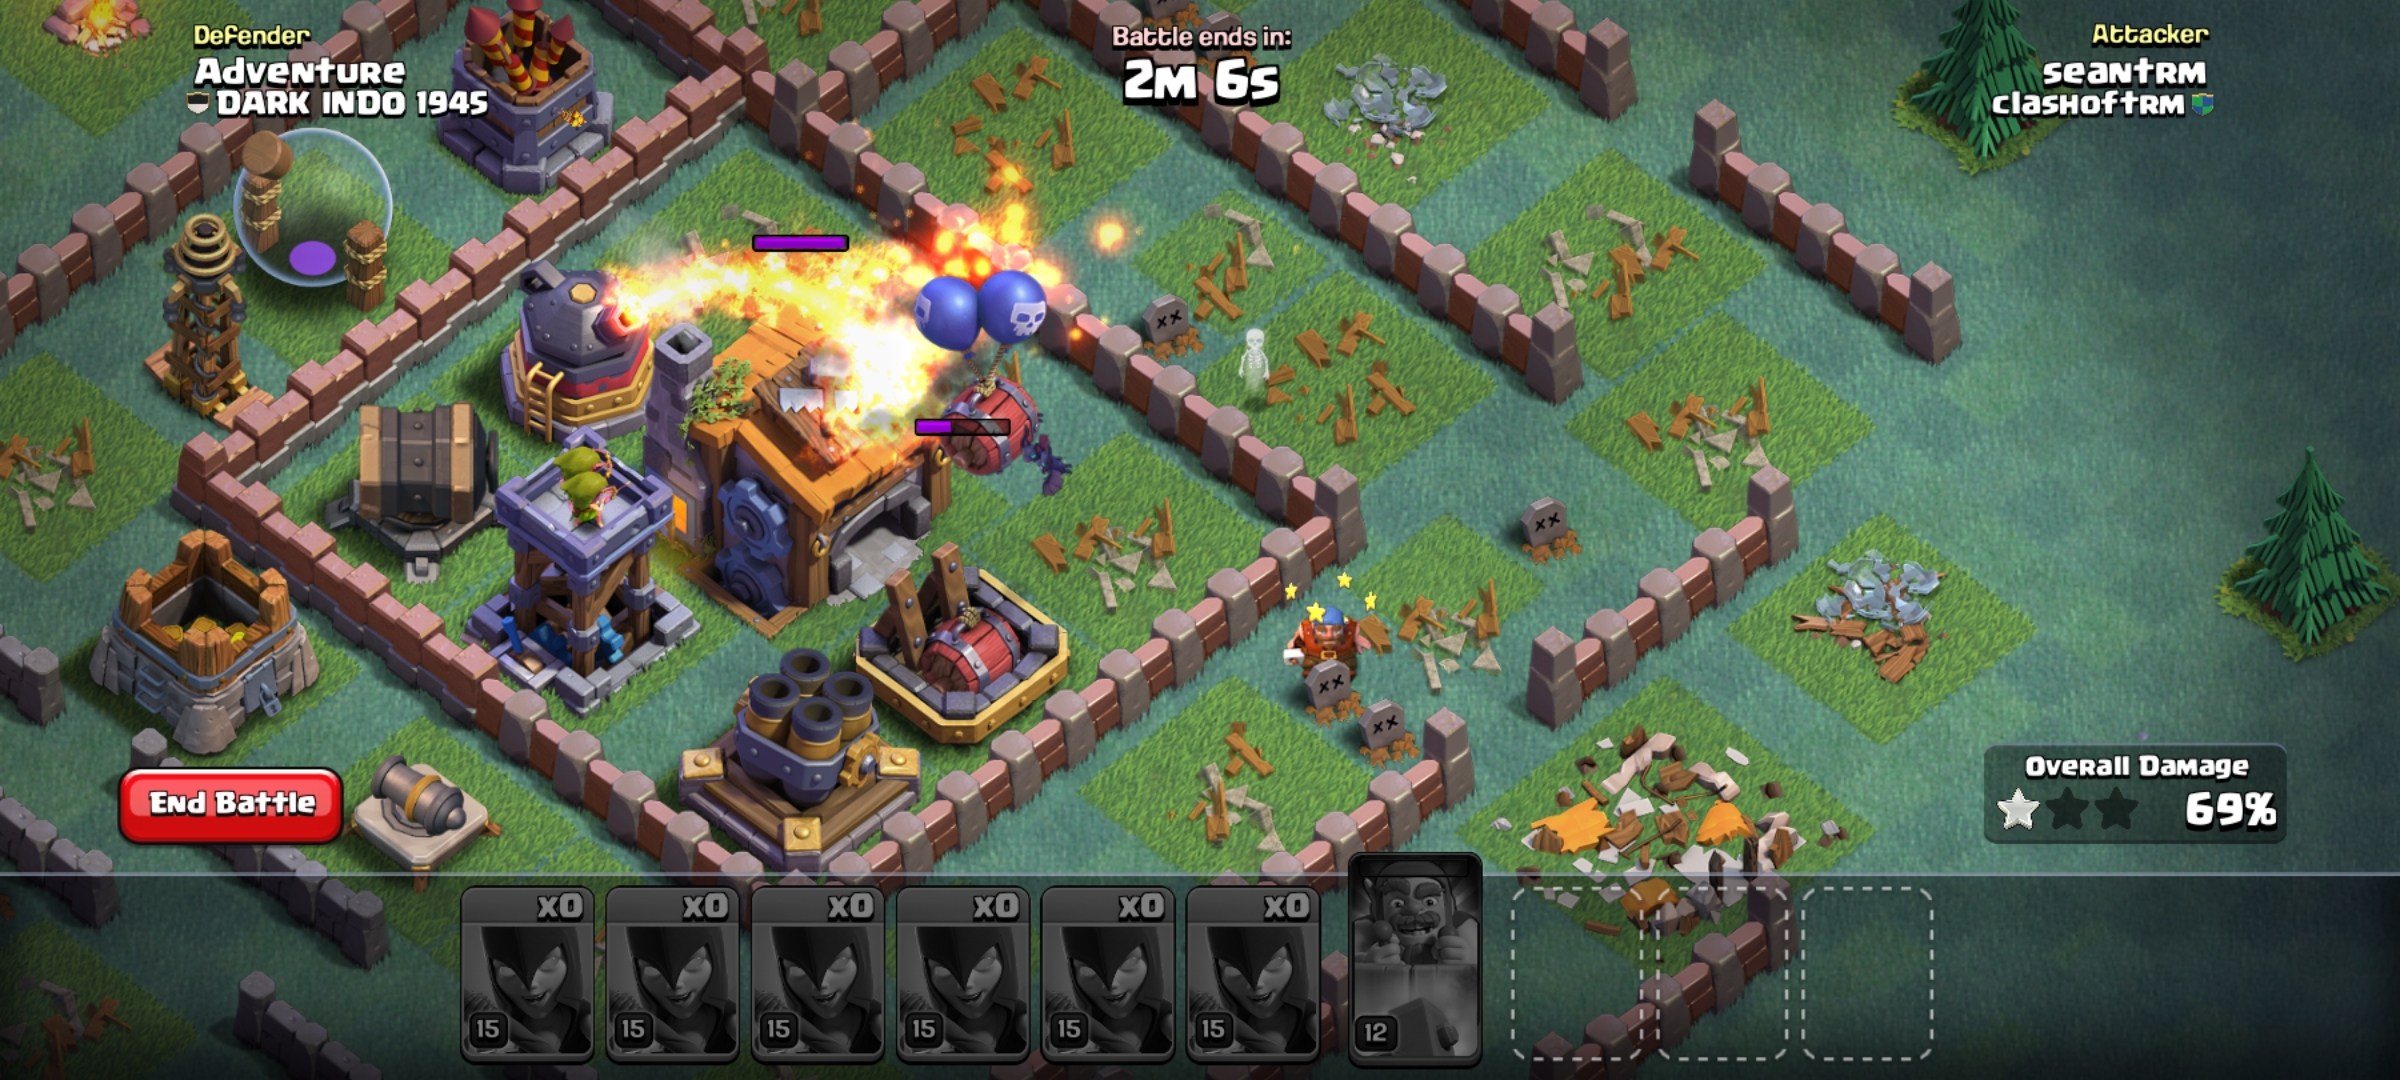 Defender
Adventure
DARK INDO 1945
Battle ends in:
2M 6s
Attacker
seantRM
clashoftRM
End Battle
Overall Damage
69%
x0 x0 x0 x0 x0 x0
15 15 15 15 15 15 12